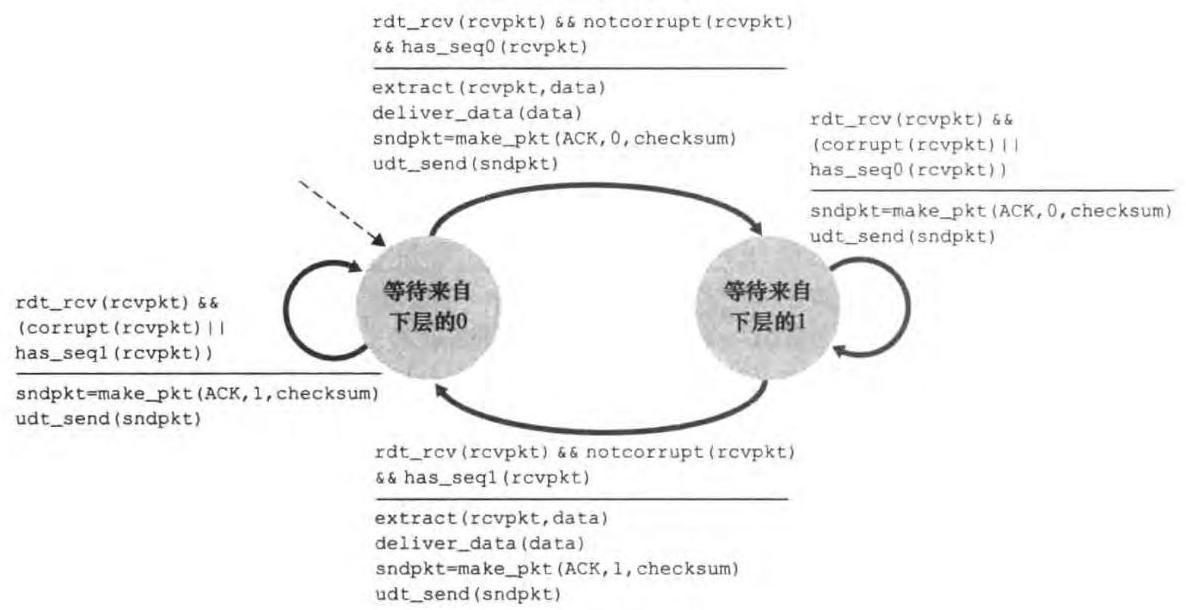 rdt_rcv(rcvpkt) && notcorrupt(rcvpkt)
&& has_seq0(rcvpkt)
extract(rcvpkt,data)
deliver_data(data)
sndpkt=make_pkt(ACK,0,checksum)
udt_send(sndpkt)
rdt_rcv(rcvpkt) &&
(corrupt(rcvpkt)||
has_seq0(rcvpkt))
sndpkt=make_pkt(ACK,0,checksum)
udt_send(sndpkt)
等待来自
下层的0
等待来自
下层的1
rdt_rcv(rcvpkt) &&
(corrupt(rcvpkt)||
has_seq1(rcvpkt))
sndpkt=make_pkt(ACK,1,checksum)
udt_send(sndpkt)
rdt_rcv(rcvpkt) && notcorrupt(rcvpkt)
&& has_seq1(rcvpkt)
extract(rcvpkt,data)
deliver_data(data)
sndpkt=make_pkt(ACK,1,checksum)
udt_send(sndpkt)